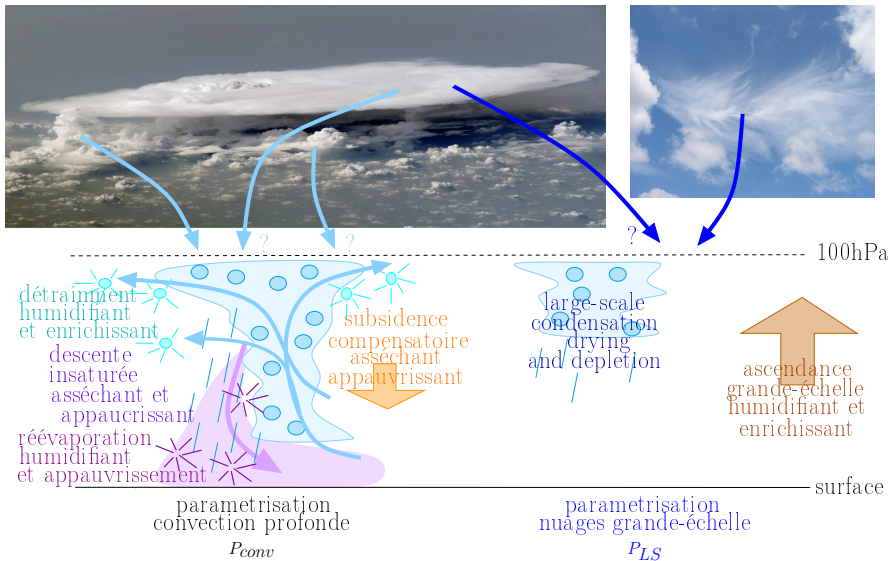 ?
?
?
100hPa
détrainment
humidifiant
et enrichissant
descente
insaturée
asséchant et
appaucrissant
réévaporation
humidifiant
et appauvrissement
subsidence
compensatoire
asséchant
appauvrissant
large-scale
condensation
drying
and depletion
ascendance
grande-échelle
humidifiant et
enrichissant
surface
parametrisation
convection profonde
Pconv
parametrisation
nuages grande-échelle
PLS